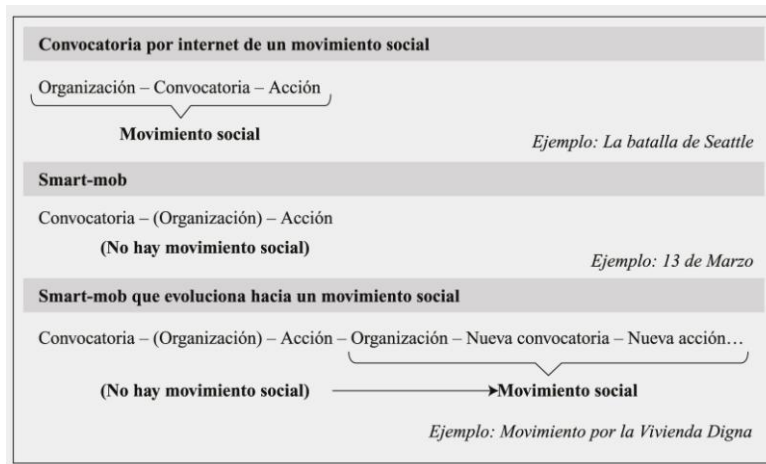 Convocatoria por internet de un movimiento social
Organización – Convocatoria – Acción
Movimiento social
Ejemplo: La batalla de Seattle
Smart-mob
Convocatoria – (Organización) – Acción
(No hay movimiento social)
Ejemplo: 13 de Marzo
Smart-mob que evoluciona hacia un movimiento social
Convocatoria – (Organización) – Acción – Organización – Nueva convocatoria – Nueva acción…
(No hay movimiento social) Movimiento social
Ejemplo: Movimiento por la Vivienda Digna